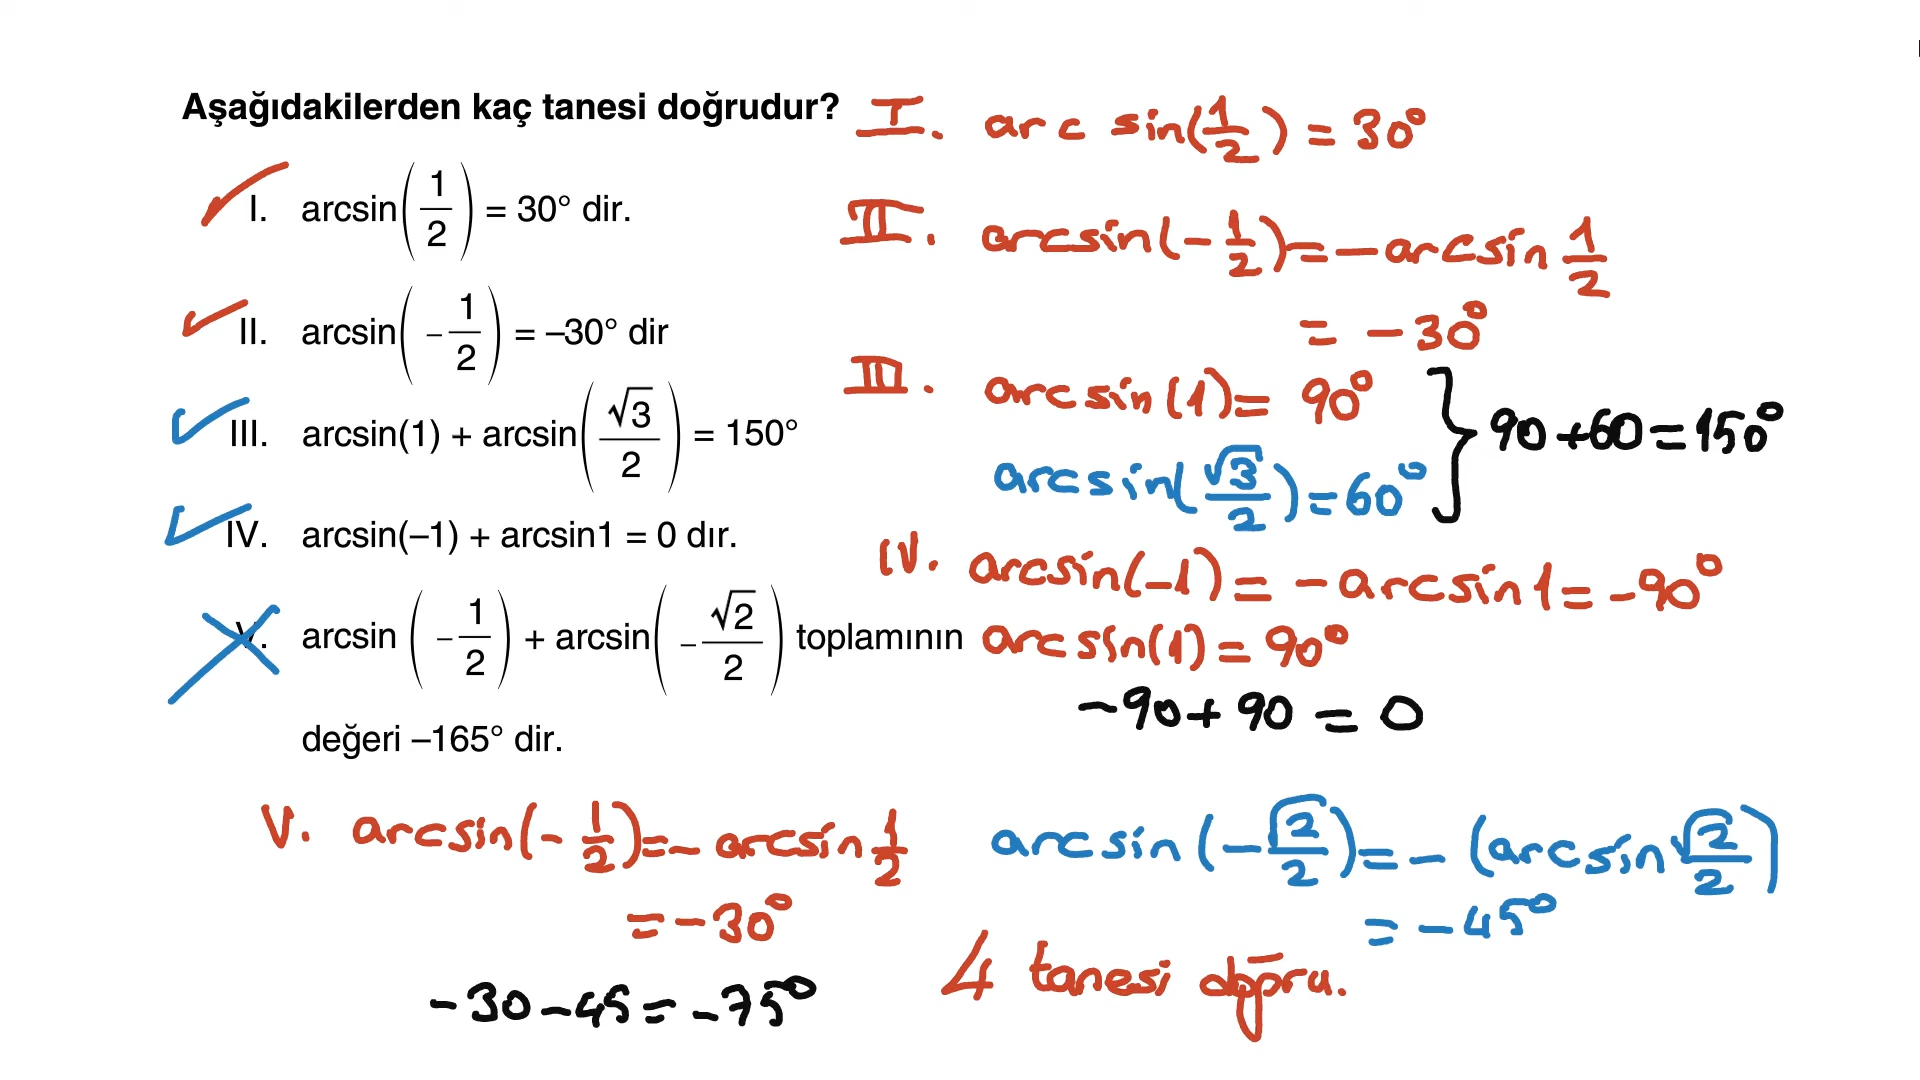 Aşağıdakilerden kaç tanesi doğrudur?
I. arcsin(1/2) = 30° dir.
II. arcsin(-1/2) = –30° dir
III. arcsin(1) + arcsin(√3/2) = 150°
IV. arcsin(–1) + arcsin1 = 0 dır.
V. arcsin(-1/2) + arcsin(-√2/2) toplamının
değeri –165° dir.
I. arc sin(1/2) = 30°
II. arcsin(-1/2) = -arcsin 1/2
= -30°
III. arcsin(1) = 90°
arcsin(√3/2) = 60°
} 90+60=150°
IV. arcsin(-1) = -arcsin1 = -90°
arcsin(1) = 90°
-90+90 = 0
V. arcsin(-1/2) = -arcsin 1/2
= -30°
-30-45 = -75°
arcsin(-√2/2) = -(arcsin √2/2)
= -45°
4 tanesi doğru.